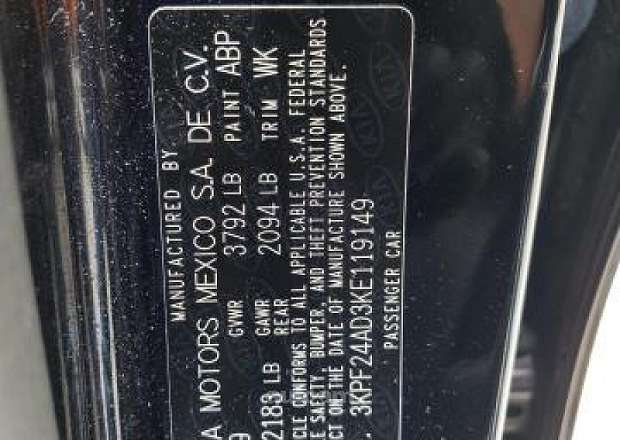 MANUFACTURED BY
A MOTORS MEXICO S.A. DE C.V.
9 GVWR 3792 LB PAINT ABP
2183 LB GAWR REAR 2094 LB TRIM WK
ICLE CONFORMS TO ALL APPLICABLE U.S.A. FEDERAL
E SAFETY, BUMPER, AND THEFT PREVENTION STANDARDS
CT ON THE DATE OF MANUFACTURE SHOWN ABOVE.
. 3KPF24AD3KE119149
PASSENGER CAR